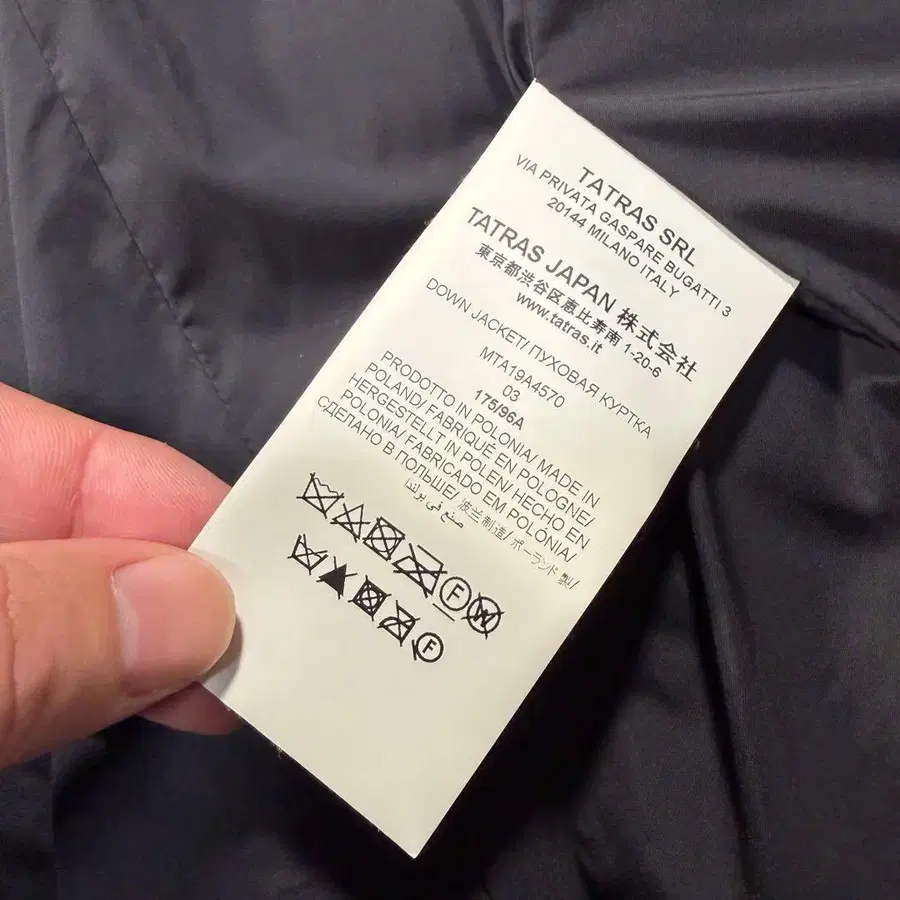 TATRAS SRL
VIA PRIVATA GASPARE BUGATTI 3
20144 MILANO ITALY
TATRAS JAPAN 株式会社
東京都渋谷区恵比寿南 1-20-6
www.tatras.it
DOWN JACKET/ ПУХОВАЯ КУРТКА
MTA19A4570
03
175/96A
PRODOTTO IN POLONIA/ MADE IN
POLAND/ FABRIQUÉ EN POLOGNE/
HERGESTELLT IN POLEN/ HECHO EN
POLONIA/ FABRICADO EM POLONIA/
СДЕЛАНО В ПОЛЬШЕ/ 波兰制造/ ポーランド 製/
صنع في بولندا
F W
F